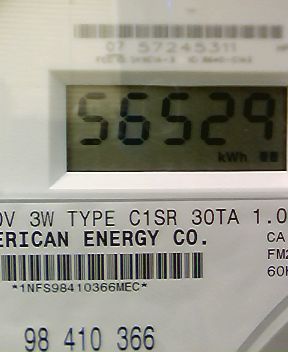 07 57245311
56529
kWh
0V 3W TYPE C1SR 30TA 1.0
ERICAN ENERGY CO.
CA
FM2
60H
*1NFS98410366MEC*
98 410 366